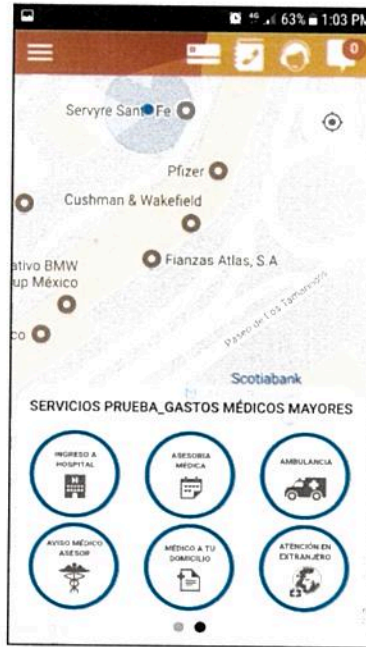 4G 63% 1:03 PM
0
Servyre Santa Fe
Pfizer
Cushman & Wakefield
ativo BMW
up México
Fianzas Atlas, S.A
co
Paseo de Los Tamarindos
Scotiabank
SERVICIOS PRUEBA_GASTOS MÉDICOS MAYORES
INGRESO A
HOSPITAL
H
ASESORIA
MÉDICA
AMBULANCIA
AVISO MÉDICO
ASESOR
MÉDICO A TU
DOMICILIO
ATENCIÓN EN
EXTRANJERO